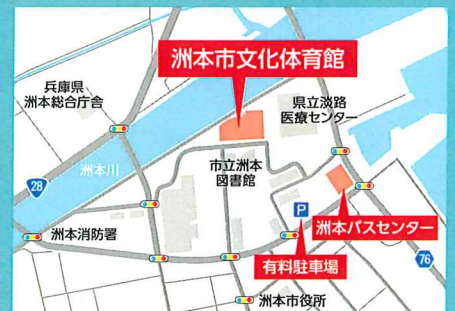 洲本市文化体育館
兵庫県
洲本総合庁舎
県立淡路
医療センター
洲本川
市立洲本
図書館
28
P
洲本バスセンター
洲本消防署
有料駐車場
76
洲本市役所